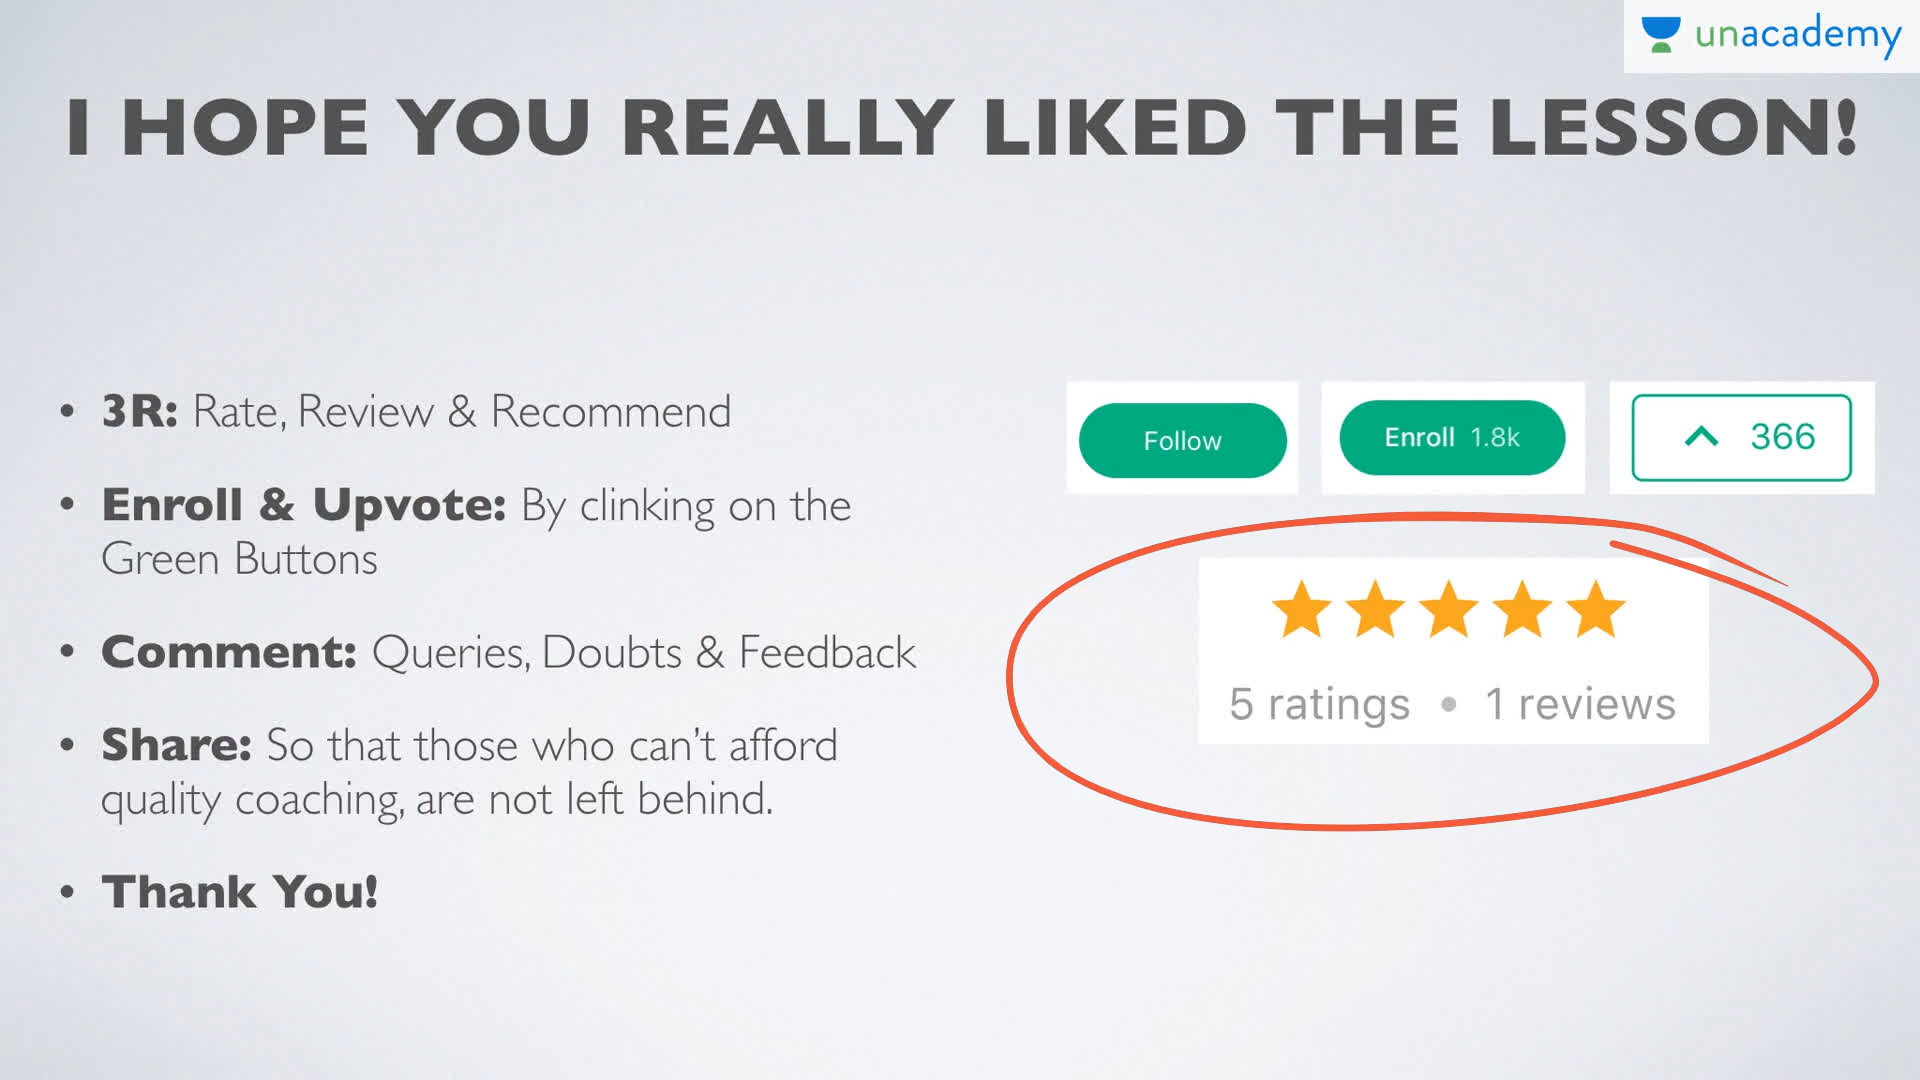 unacademy
I HOPE YOU REALLY LIKED THE LESSON!
• 3R: Rate, Review & Recommend
• Enroll & Upvote: By clinking on the
Green Buttons
• Comment: Queries, Doubts & Feedback
• Share: So that those who can't afford
quality coaching, are not left behind.
• Thank You!
Follow
Enroll 1.8k
366
5 ratings • 1 reviews